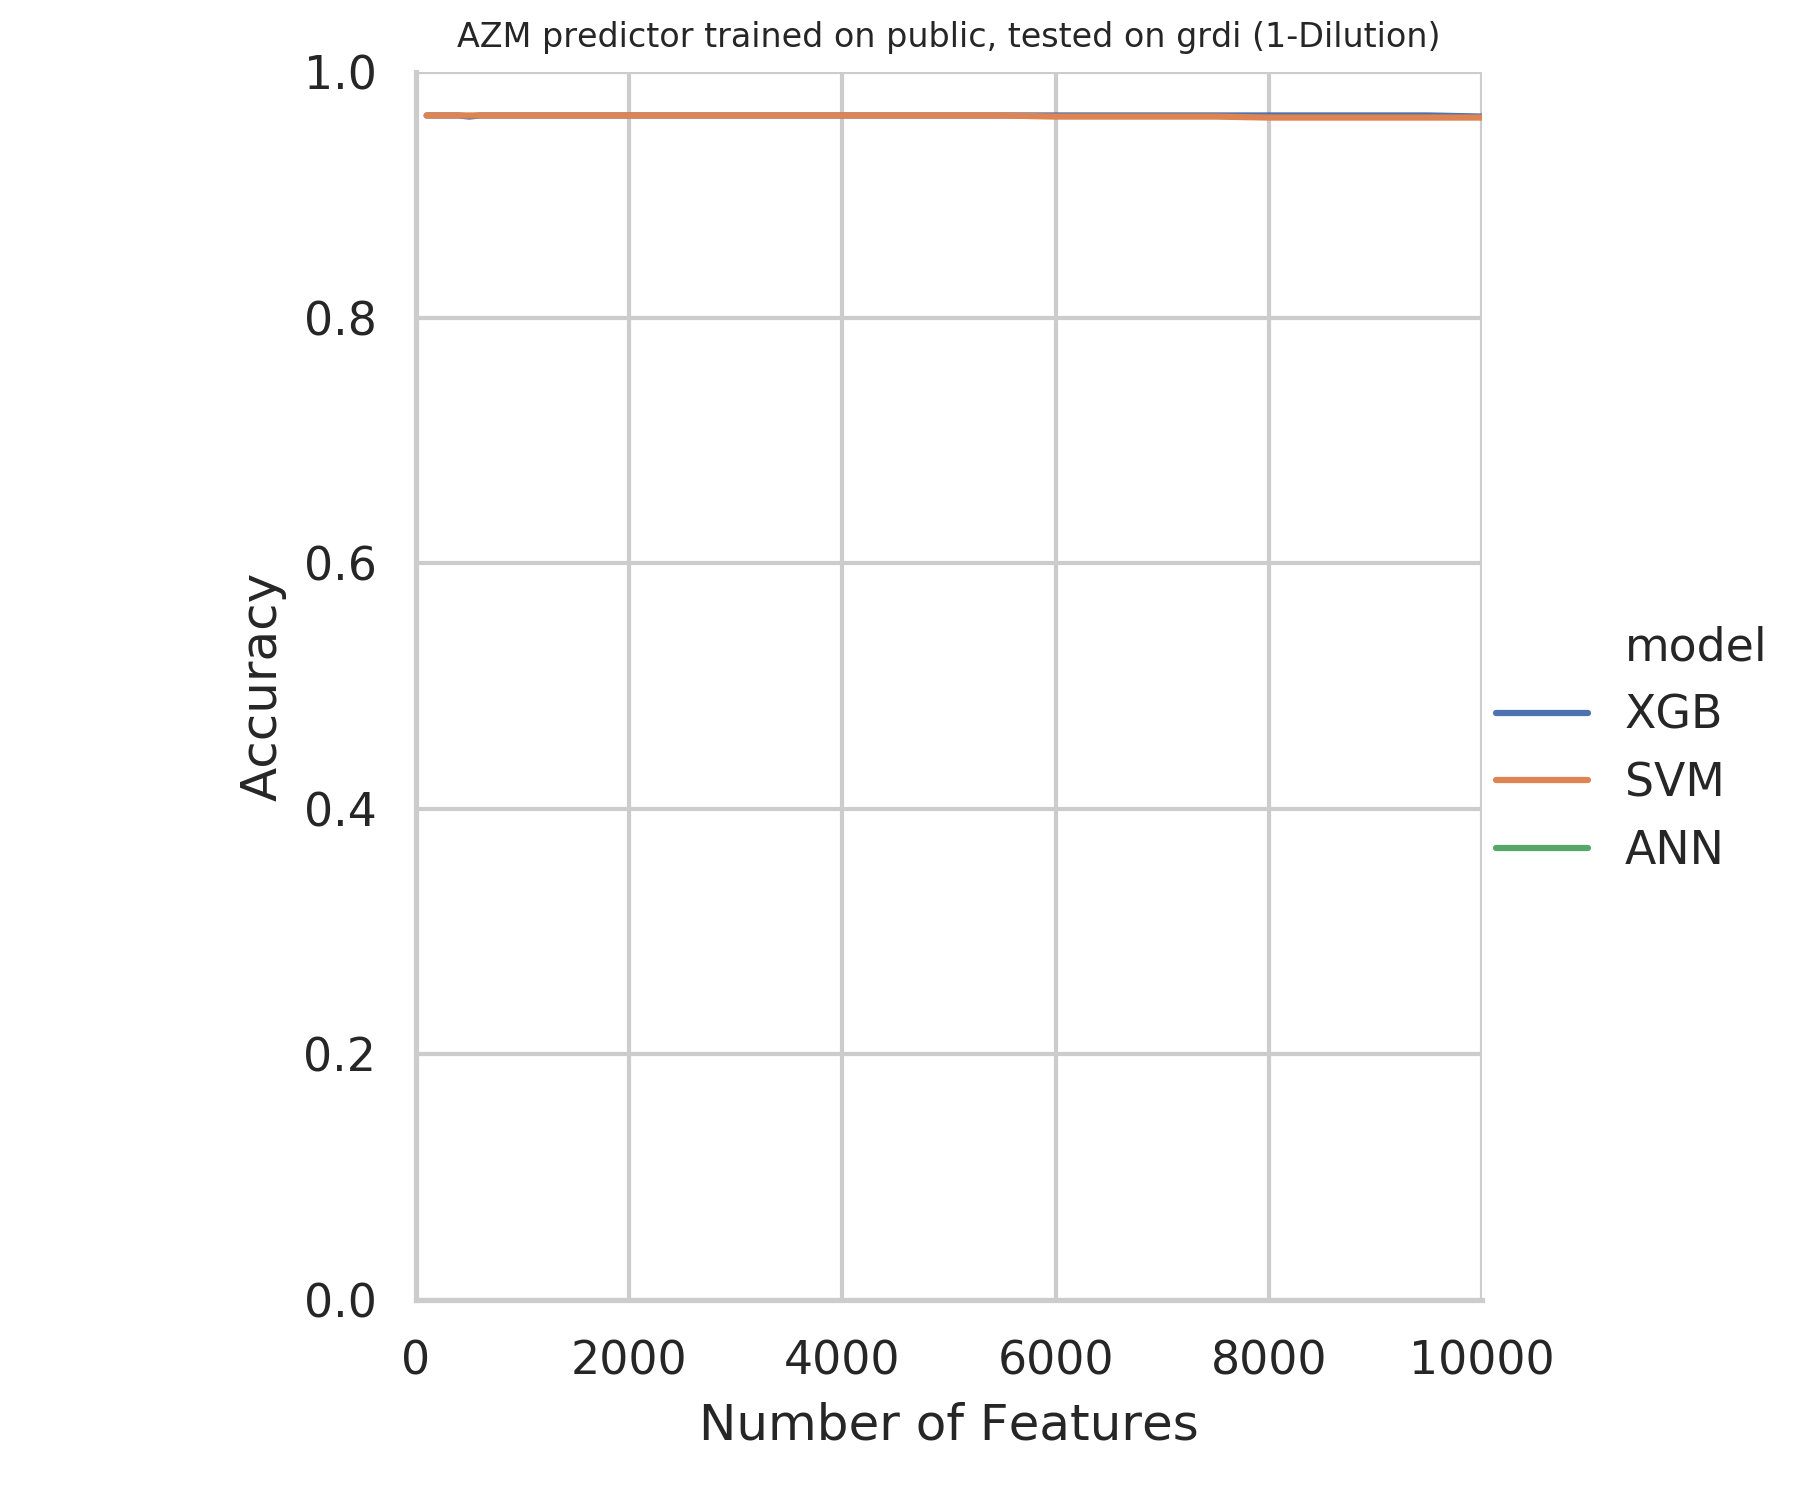 AZM predictor trained on public, tested on grdi (1-Dilution)
1.0
0.8
0.6
0.4
0.2
0.0
Accuracy
0 2000 4000 6000 8000 10000
Number of Features
model
XGB
SVM
ANN